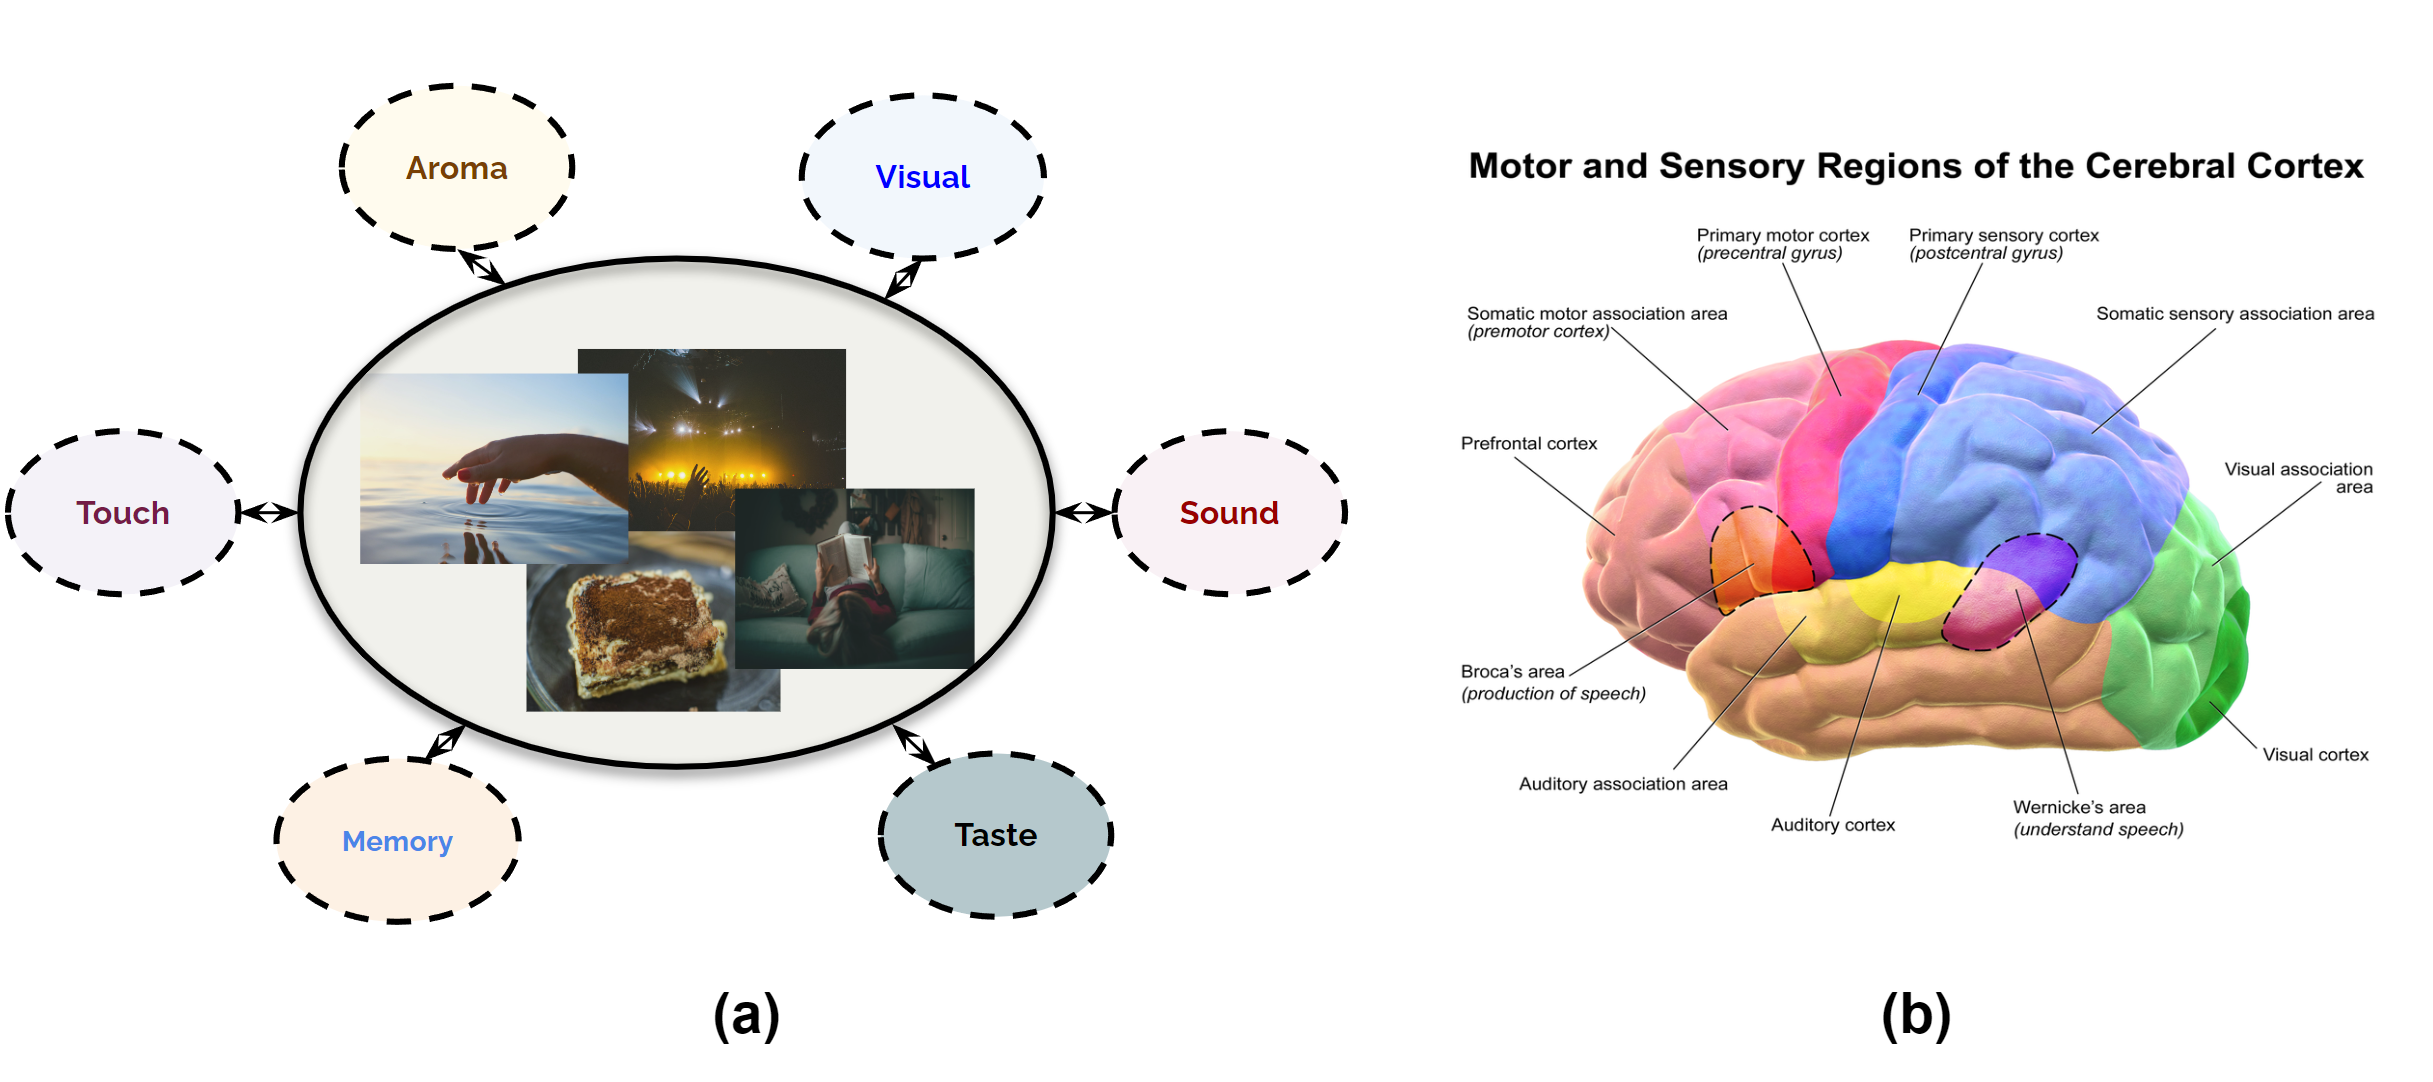 Aroma
Visual
Touch
Sound
Memory
Taste
(a)
Motor and Sensory Regions of the Cerebral Cortex
Primary motor cortex
(precentral gyrus)
Primary sensory cortex
(postcentral gyrus)
Somatic motor association area
(premotor cortex)
Somatic sensory association area
Prefrontal cortex
Visual association
area
Broca's area
(production of speech)
Visual cortex
Auditory association area
Wernicke's area
(understand speech)
Auditory cortex
(b)